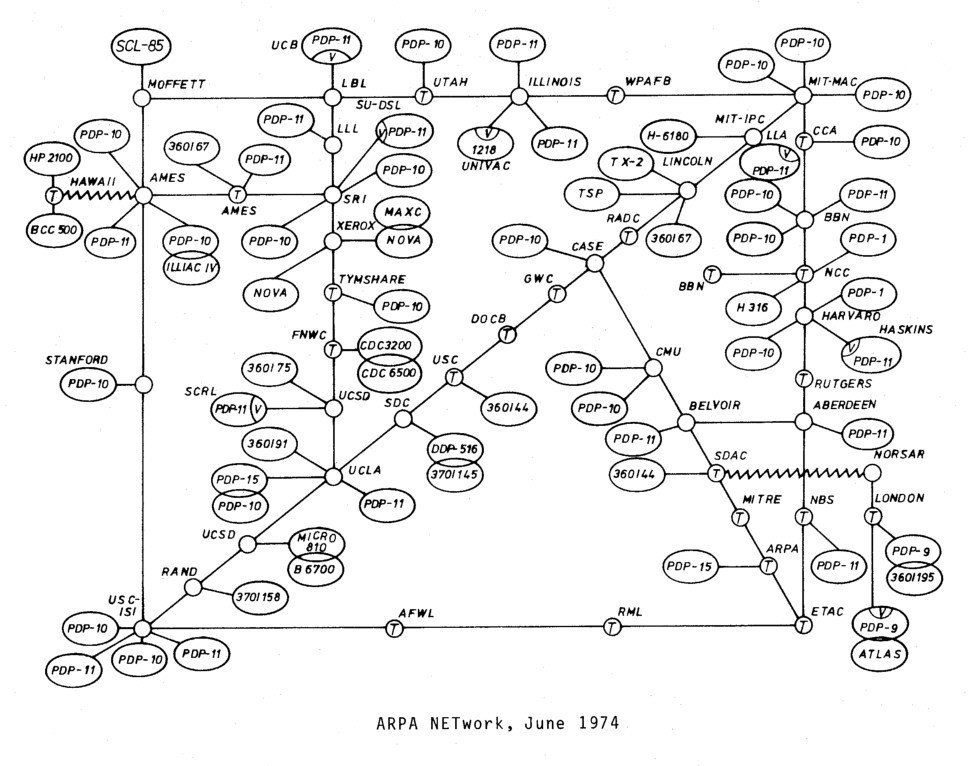 SCL-85
UCB
PDP-11
V
PDP-10
PDP-11
PDP-10
PDP-10
MOFFETT
LBL
T
UTAH
ILLINOIS
T
WPAFB
MIT-MAC
PDP-10
SU-DSL
PDP-11
LLL
V
PDP-11
V
1218
UNIVAC
PDP-11
MIT-IPC
H-6180
LLA
V
PDP-11
T
CCA
PDP-10
PDP-10
360/67
PDP-11
HP 2100
T
HAWAII
BCC 500
AMES
T
AMES
PDP-11
PDP-10
ILLIAC IV
PDP-10
SRI
PDP-10
TX-2
LINCOLN
TSP
360/67
T
RADC
PDP-10
PDP-11
PDP-10
BBN
XEROX
MAXC
NOVA
NOVA
PDP-10
CASE
PDP-1
T
NCC
T
BBN
H 316
T
TYMSHARE
PDP-10
T
GWC
PDP-1
HARVARD
HASKINS
PDP-10
V
PDP-11
T
DOCB
T
FNWC
CDC3200
CDC 6500
STANFORD
PDP-10
360/75
SCRL
PDP-11
V
UCSD
T
USC
360/44
SDC
DDP-516
370/145
PDP-10
CMU
PDP-10
T
RUTGERS
BELVOIR
PDP-11
ABERDEEN
PDP-11
360/91
PDP-15
PDP-10
UCLA
PDP-11
360/44
T
SDAC
NORSAR
T
MITRE
T
NBS
PDP-11
T
LONDON
PDP-9
360/195
V
PDP-9
ATLAS
UCSD
MICRO
810
B 6700
RAND
370/158
PDP-15
T
ARPA
USC-
ISI
PDP-10
PDP-11
PDP-10
PDP-11
T
AFWL
T
RML
T
ETAC
ARPA NETwork, June 1974